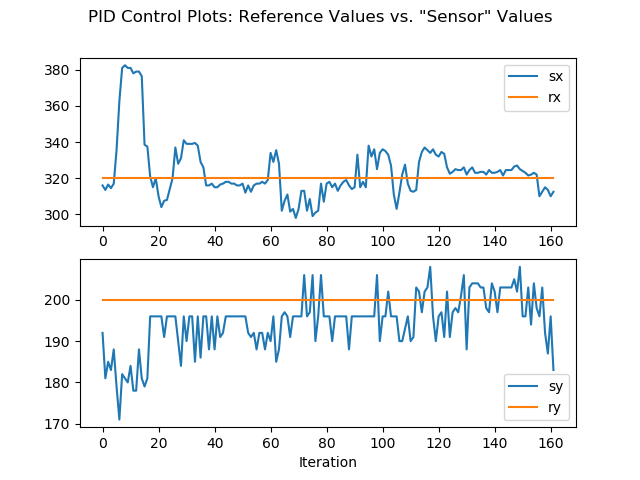 PID Control Plots: Reference Values vs. "Sensor" Values
380
360
340
320
300
sx
rx
0 20 40 60 80 100 120 140 160
200
190
180
170
sy
ry
0 20 40 60 80 100 120 140 160
Iteration